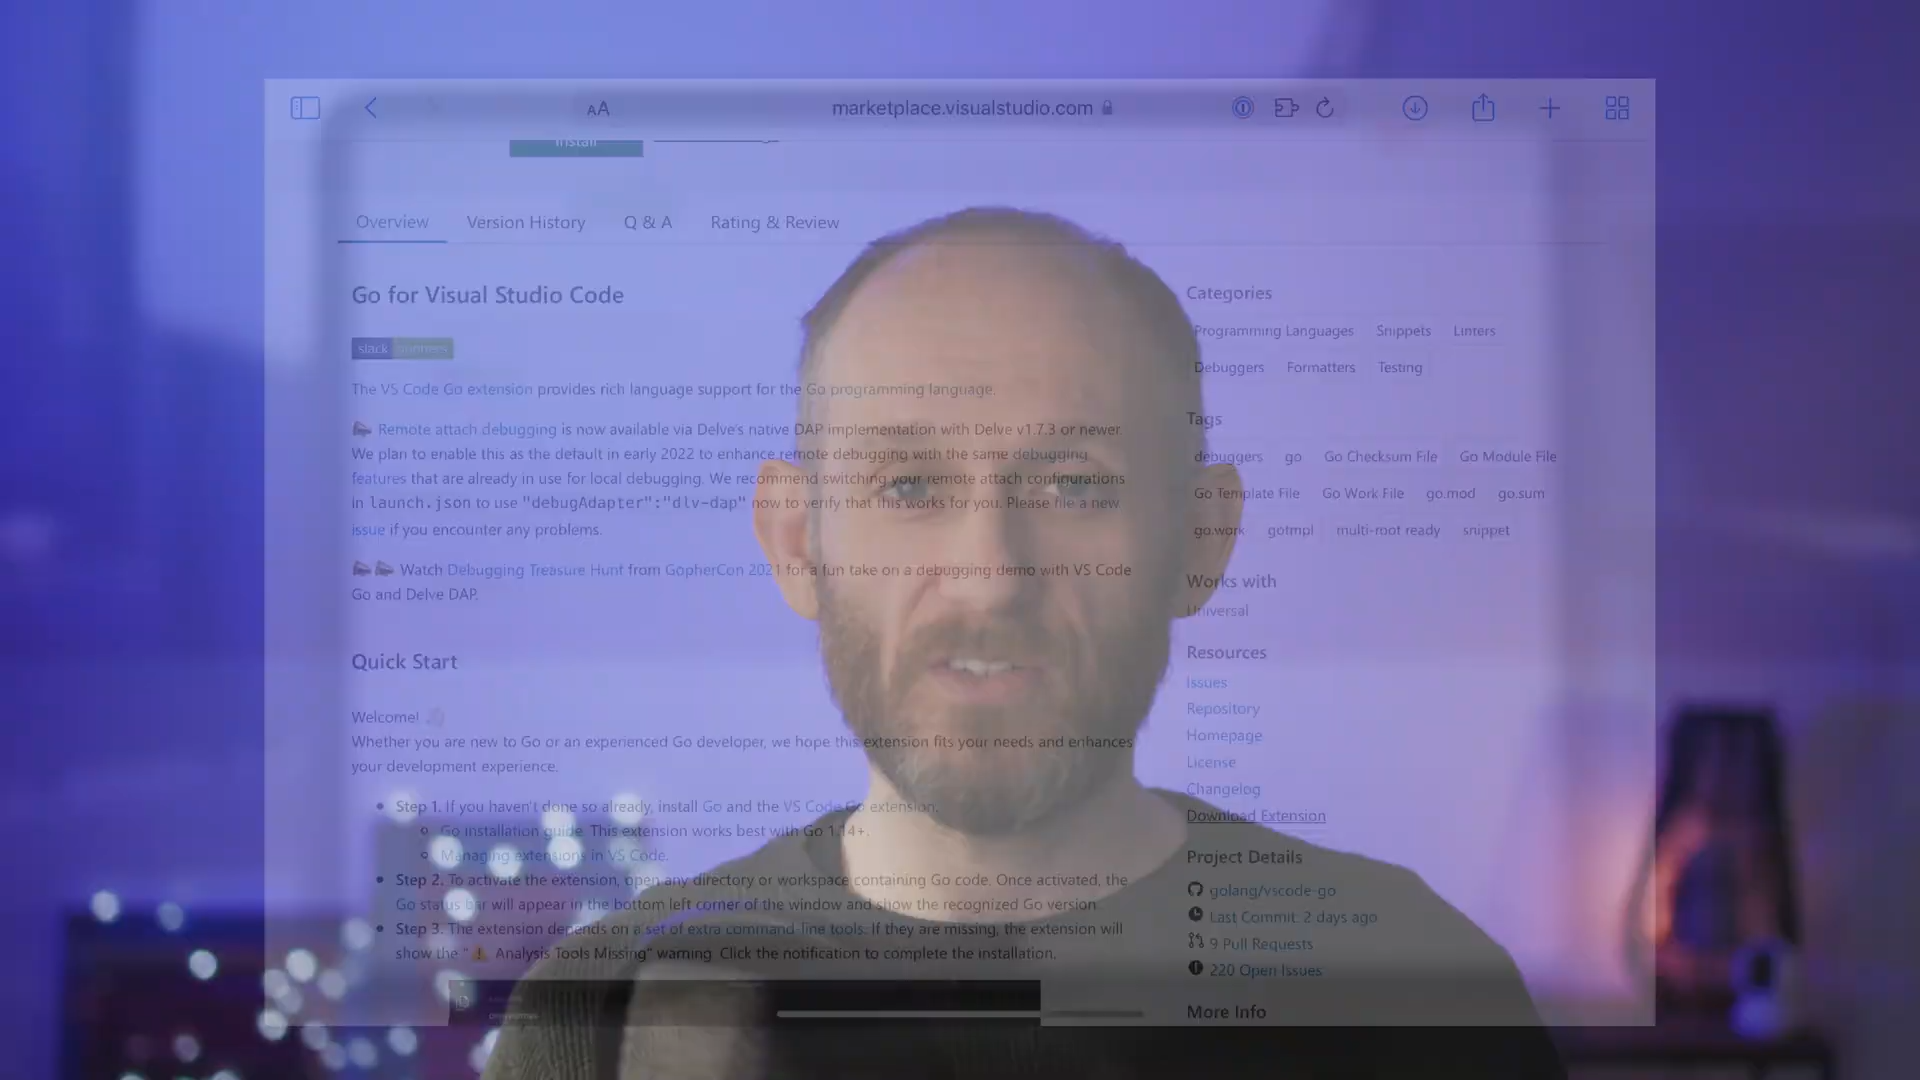 AA
marketplace.visualstudio.com
Install
Overview
Version History
Q & A
Rating & Review
Go for Visual Studio Code
slack gophers
The VS Code Go extension provides rich language support for the Go programming language.
Remote attach debugging is now available via Delve's native DAP implementation with Delve v1.7.3 or newer.
We plan to enable this as the default in early 2022 to enhance remote debugging with the same debugging
features that are already in use for local debugging. We recommend switching your remote attach configurations
in launch.json to use "debugAdapter":"dlv-dap" now to verify that this works for you. Please file a new
issue if you encounter any problems.
Watch Debugging Treasure Hunt from GopherCon 2021 for a fun take on a debugging demo with VS Code
Go and Delve DAP.
Quick Start
Welcome!
Whether you are new to Go or an experienced Go developer, we hope this extension fits your needs and enhances
your development experience.
Step 1. If you haven't done so already, install Go and the VS Code Go extension.
Go installation guide. This extension works best with Go 1.14+.
Managing extensions in VS Code.
Step 2. To activate the extension, open any directory or workspace containing Go code. Once activated, the
Go status bar will appear in the bottom left corner of the window and show the recognized Go version.
Step 3. The extension depends on a set of extra command-line tools. If they are missing, the extension will
show the "⚠ Analysis Tools Missing" warning. Click the notification to complete the installation.
Categories
Programming Languages Snippets Linters
Debuggers Formatters Testing
Tags
debuggers go Go Checksum File Go Module File
Go Template File Go Work File go.mod go.sum
go.work gotmpl multi-root ready snippet
Works with
Universal
Resources
Issues
Repository
Homepage
License
Changelog
Download Extension
Project Details
golang/vscode-go
Last Commit: 2 days ago
9 Pull Requests
220 Open Issues
More Info